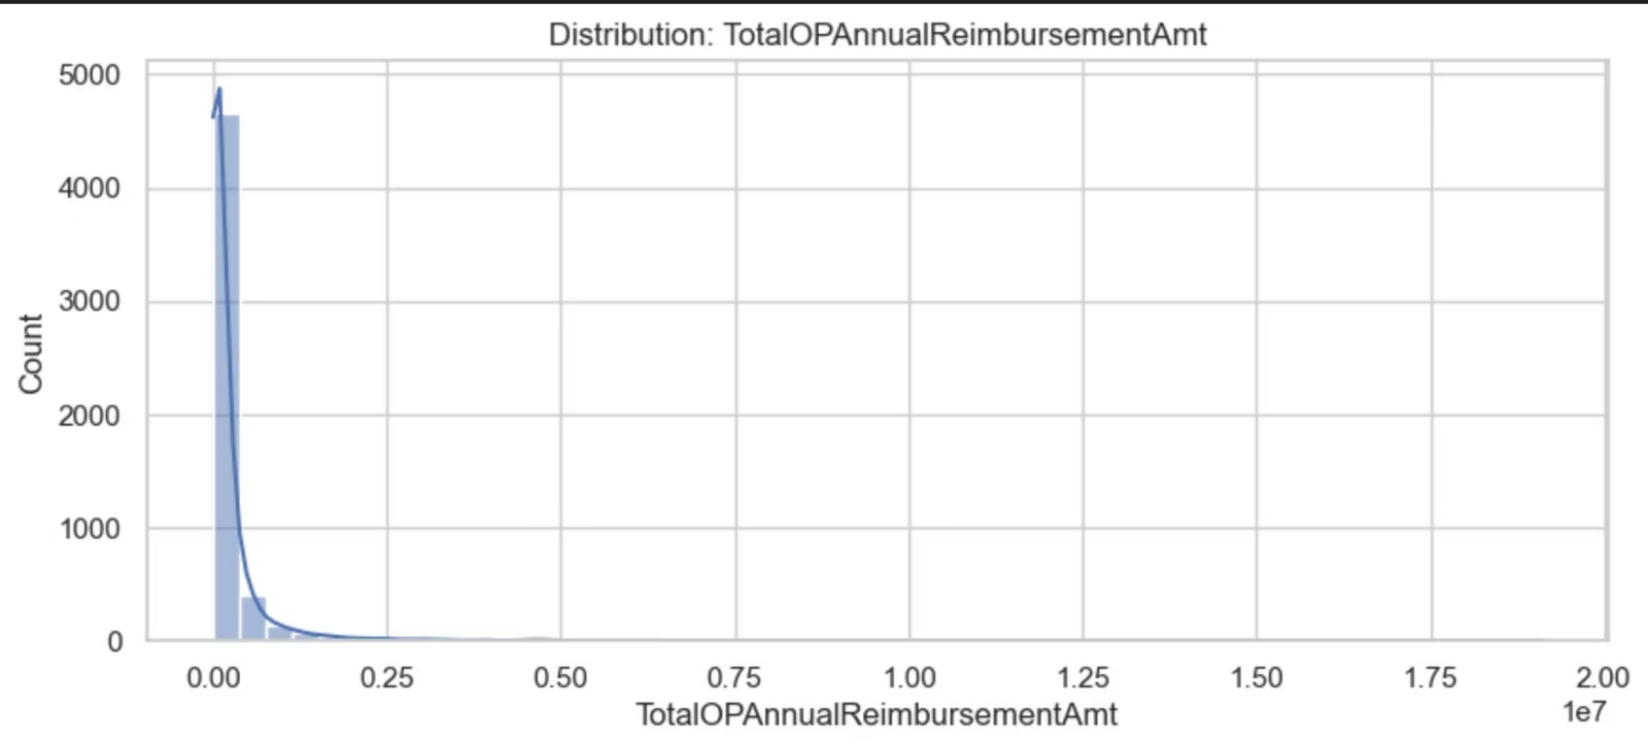 Distribution: TotalOPAnnualReimbursementAmt
5000
4000
3000
2000
1000
0
Count
0.00 0.25 0.50 0.75 1.00 1.25 1.50 1.75 2.00
1e7
TotalOPAnnualReimbursementAmt